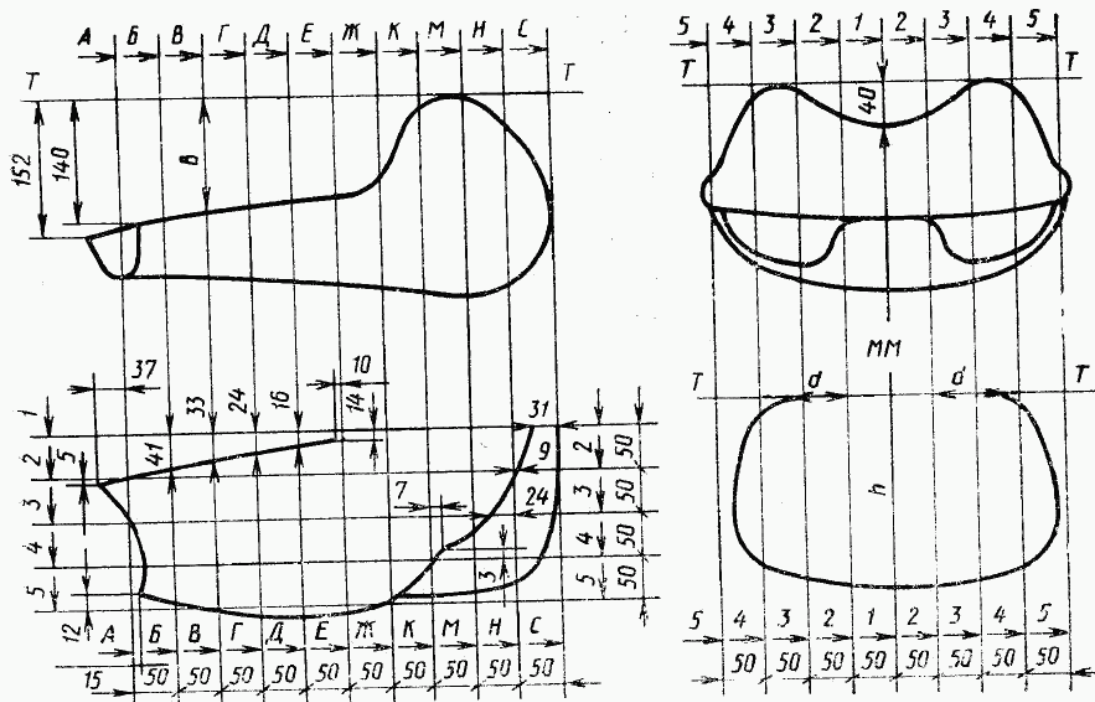 А Б В Г Д Е Ж К М Н С
5 4 3 2 1 2 3 4 5
Т Т
Т Т
152 140 в
40
ММ
37 10
33 24 16 14 31
1
41
2 5
9 2 50
Т d d Т
3
7 24 3 50
h
4
4 50
3
5
5 50
12
А Б В Г Д Е Ж К М Н С
5 4 3 2 1 2 3 4 5
15 50 50 50 50 50 50 50 50 50 50
50 50 50 50 50 50 50 50